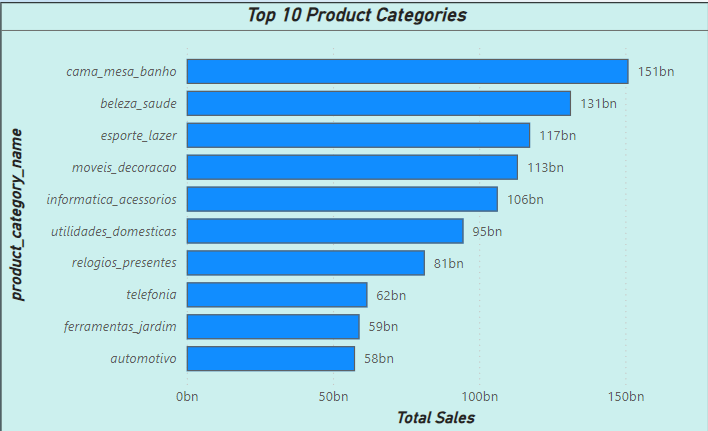 Top 10 Product Categories
product_category_name
cama_mesa_banho 151bn
beleza_saude 131bn
esporte_lazer 117bn
moveis_decoracao 113bn
informatica_acessorios 106bn
utilidades_domesticas 95bn
relogios_presentes 81bn
telefonia 62bn
ferramentas_jardim 59bn
automotivo 58bn
0bn 50bn 100bn 150bn
Total Sales